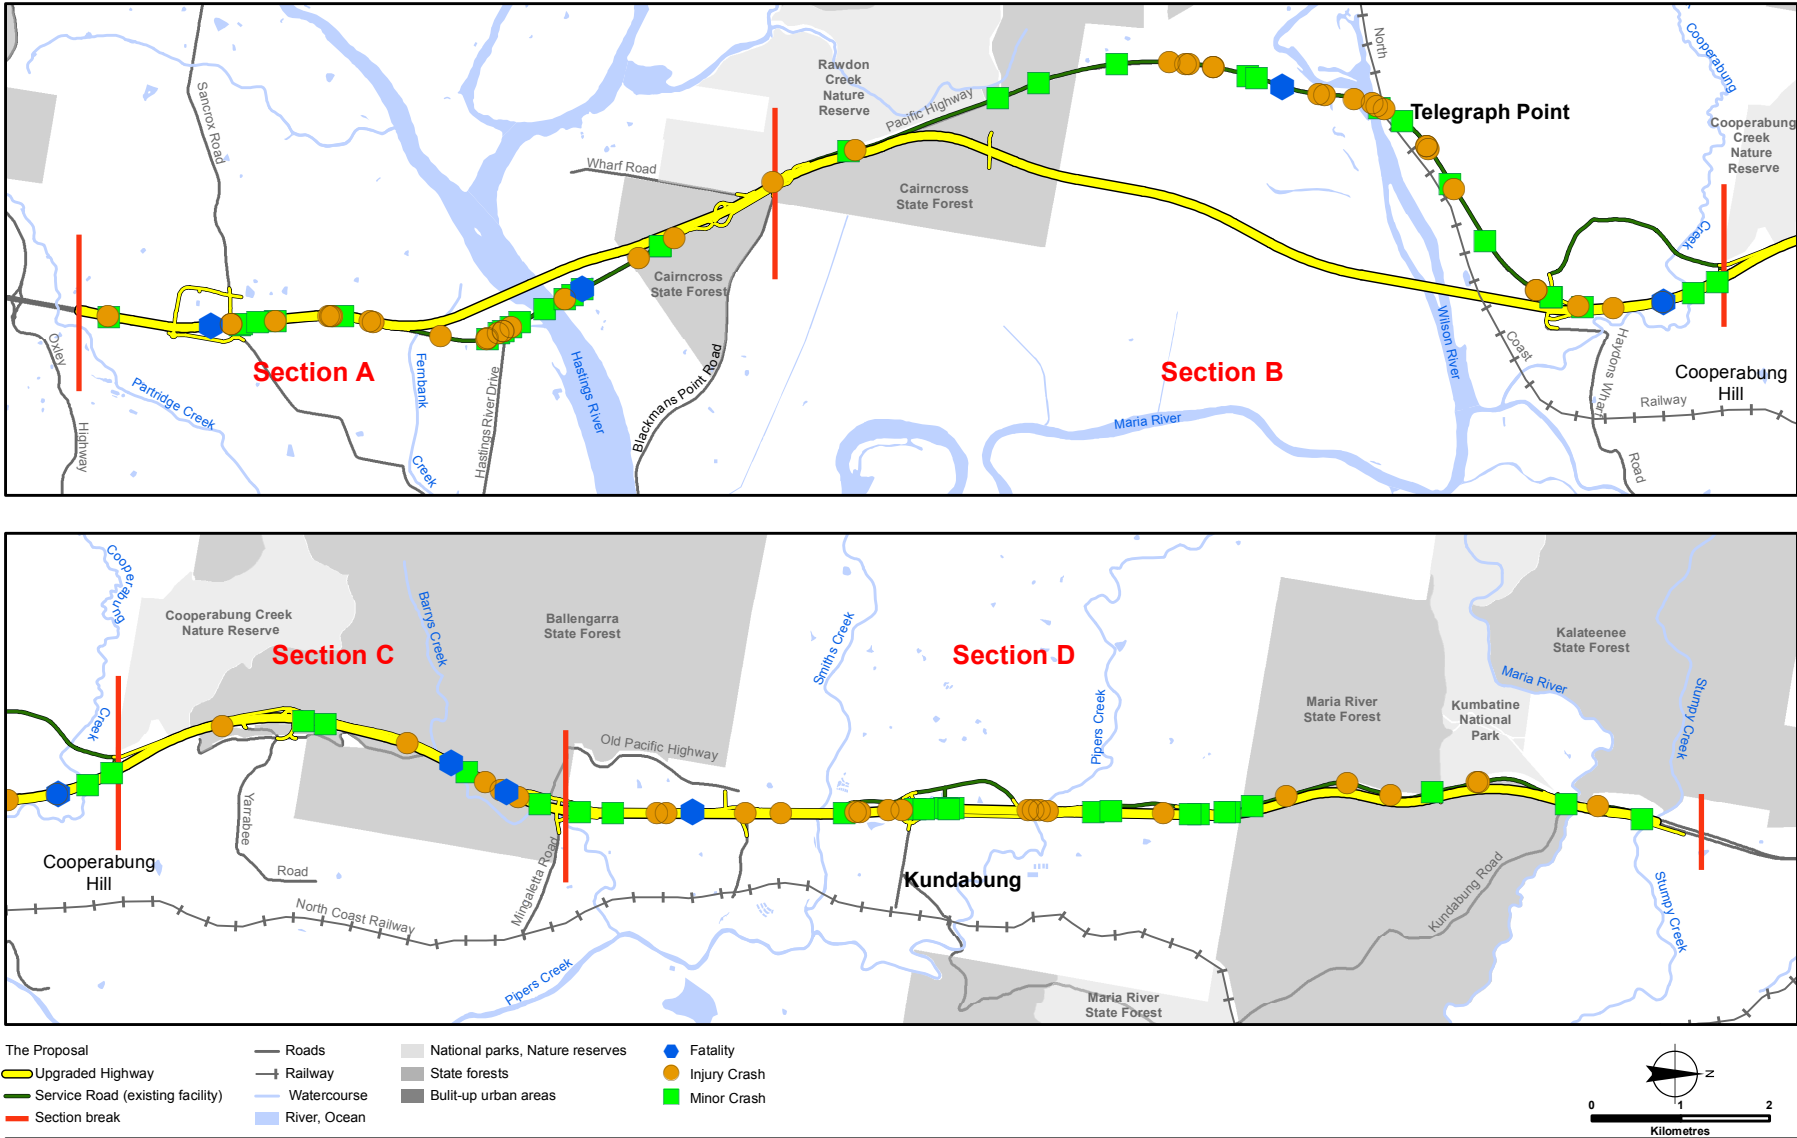 Rawdon
Creek
Nature
Reserve
North
Cooperabung
Sancrox Road
Pacific Highway
Telegraph Point
Cooperabung
Creek
Nature
Reserve
Wharf Road
Cairncross
State Forest
Creek
Cairncross
State Forest
Oxley
Highway
Partridge Creek
Section A
Fernbank
Creek
Hastings River Drive
Hastings River
Blackmans Point Road
Section B
Maria River
Wilson River
Coast
Haydons Wharf
Road
Railway
Cooperabung
Hill
Cooperabung
Creek
Cooperabung Creek
Nature Reserve
Section C
Barrys Creek
Ballengarra
State Forest
Smiths Creek
Section D
Pipers Creek
Kalateenee
State Forest
Maria River
Maria River
State Forest
Kumbatine
National
Park
Stumpy Creek
Old Pacific Highway
Yarrabee
Road
Cooperabung
Hill
North Coast Railway
Mingaletta Road
Kundabung
Kundabung Road
Stumpy Creek
Pipers Creek
Maria River
State Forest
The Proposal
Upgraded Highway
Service Road (existing facility)
Section break
Roads
Railway
Watercourse
River, Ocean
National parks, Nature reserves
State forests
Bulit-up urban areas
Fatality
Injury Crash
Minor Crash
N
0 1 2
Kilometres